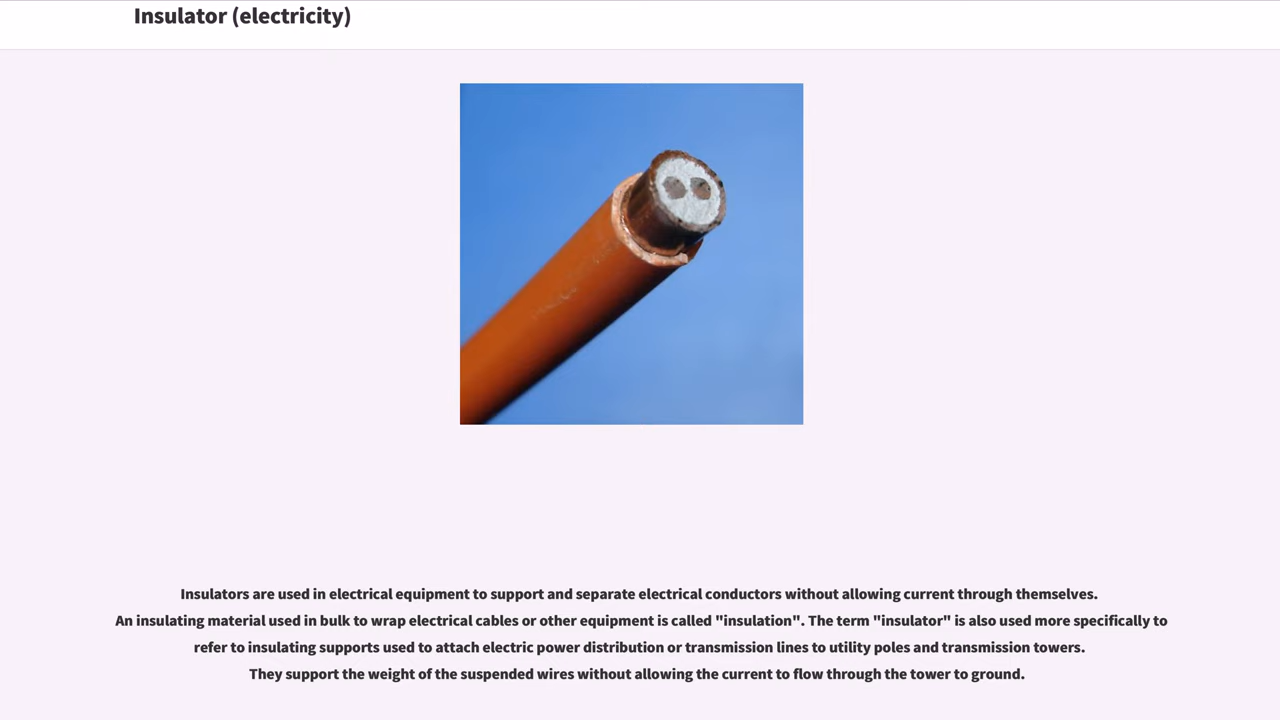 Insulator (electricity)
Insulators are used in electrical equipment to support and separate electrical conductors without allowing current through themselves.
An insulating material used in bulk to wrap electrical cables or other equipment is called "insulation". The term "insulator" is also used more specifically to
refer to insulating supports used to attach electric power distribution or transmission lines to utility poles and transmission towers.
They support the weight of the suspended wires without allowing the current to flow through the tower to ground.